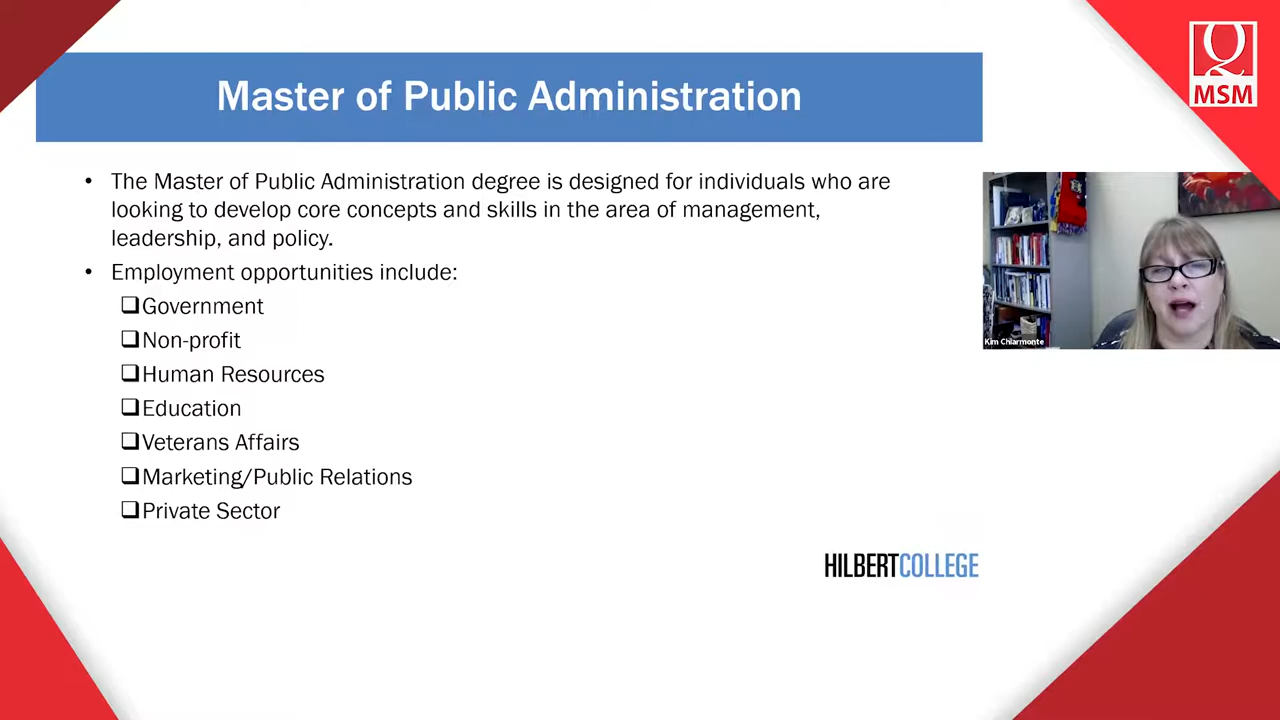 Master of Public Administration
MSM
• The Master of Public Administration degree is designed for individuals who are
looking to develop core concepts and skills in the area of management,
leadership, and policy.
• Employment opportunities include:
❑Government
❑Non-profit
❑Human Resources
❑Education
❑Veterans Affairs
❑Marketing/Public Relations
❑Private Sector
Kim Chiarmonte
HILBERTCOLLEGE